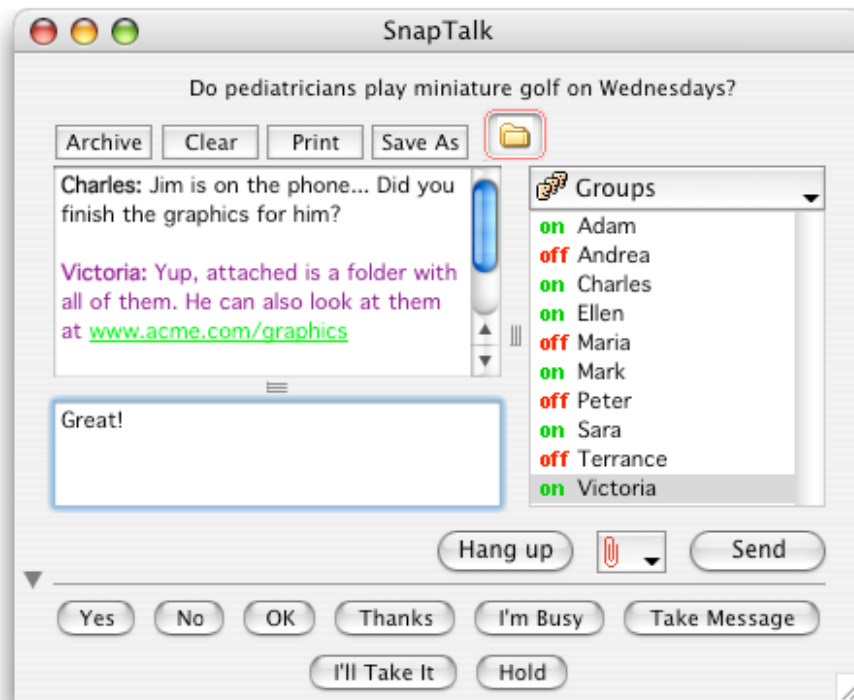 SnapTalk
Do pediatricians play miniature golf on Wednesdays?
Archive Clear Print Save As
Charles: Jim is on the phone... Did you
finish the graphics for him?
Victoria: Yup, attached is a folder with
all of them. He can also look at them
at www.acme.com/graphics
Great!
Groups
on Adam
off Andrea
on Charles
on Ellen
off Maria
on Mark
off Peter
on Sara
off Terrance
on Victoria
Hang up Send
Yes No OK Thanks I'm Busy Take Message
I'll Take It Hold